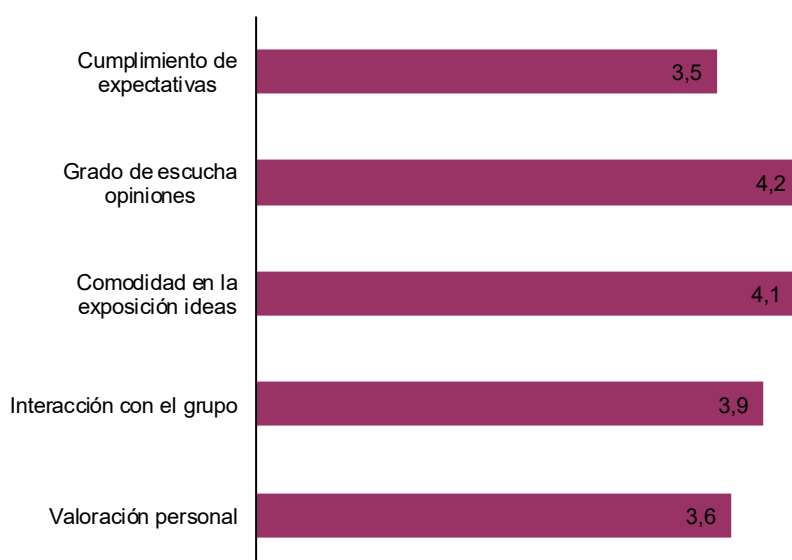 Cumplimiento de
expectativas
3,5
Grado de escucha
opiniones
4,2
Comodidad en la
exposición ideas
4,1
Interacción con el grupo
3,9
Valoración personal
3,6